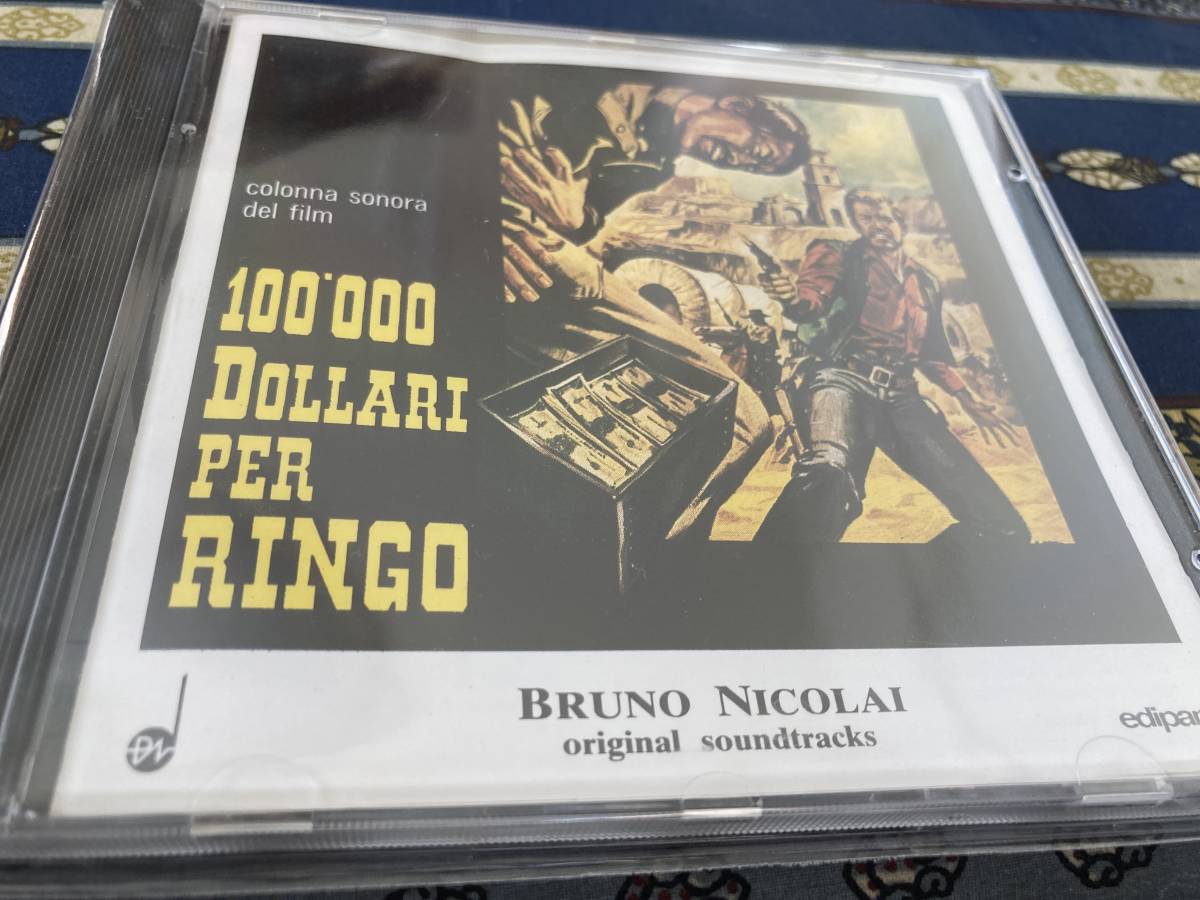 colonna sonora
del film
100'000
DOLLARI
PER
RINGO
BRUNO NICOLAI
original soundtracks
edipan